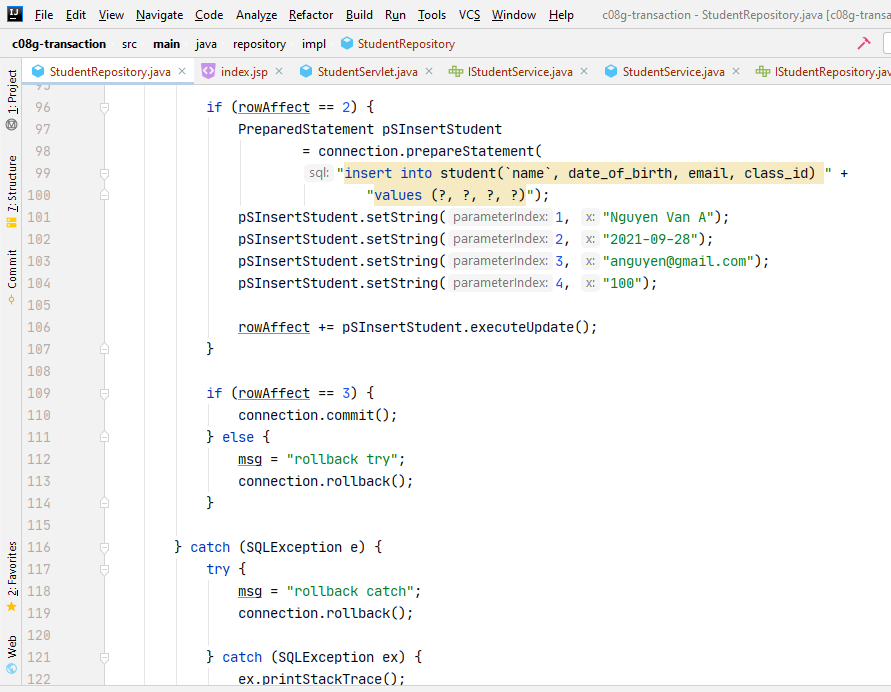 File Edit View Navigate Code Analyze Refactor Build Run Tools VCS Window Help c08g-transaction - StudentRepository.java [c08g-transa
c08g-transaction src main java repository impl StudentRepository
StudentRepository.java index.jsp StudentServlet.java IStudentService.java StudentService.java IStudentRepository.jav
1: Project
7: Structure
Commit
2: Favorites
Web
95
96 if (rowAffect == 2) {
97 PreparedStatement pSInsertStudent
98 = connection.prepareStatement(
99 sql: "insert into student(`name`, date_of_birth, email, class_id) " +
100 "values (?, ?, ?, ?)");
101 pSInsertStudent.setString( parameterIndex: 1, x: "Nguyen Van A");
102 pSInsertStudent.setString( parameterIndex: 2, x: "2021-09-28");
103 pSInsertStudent.setString( parameterIndex: 3, x: "anguyen@gmail.com");
104 pSInsertStudent.setString( parameterIndex: 4, x: "100");
105
106 rowAffect += pSInsertStudent.executeUpdate();
107 }
108
109 if (rowAffect == 3) {
110 connection.commit();
111 } else {
112 msg = "rollback try";
113 connection.rollback();
114 }
115
116 } catch (SQLException e) {
117 try {
118 msg = "rollback catch";
119 connection.rollback();
120
121 } catch (SQLException ex) {
122 ex.printStackTrace();